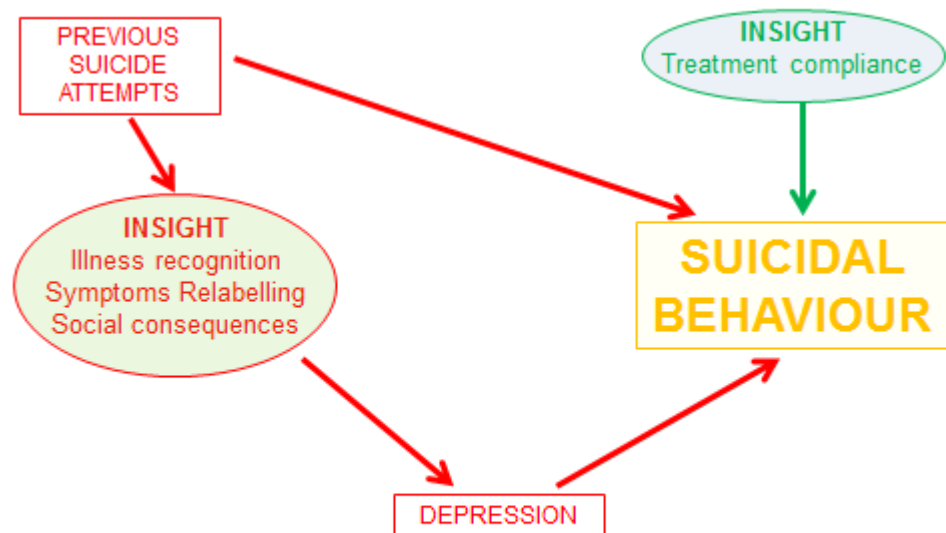 PREVIOUS
SUICIDE
ATTEMPTS
INSIGHT
Treatment compliance
INSIGHT
Illness recognition
Symptoms Relabelling
Social consequences
SUICIDAL
BEHAVIOUR
DEPRESSION